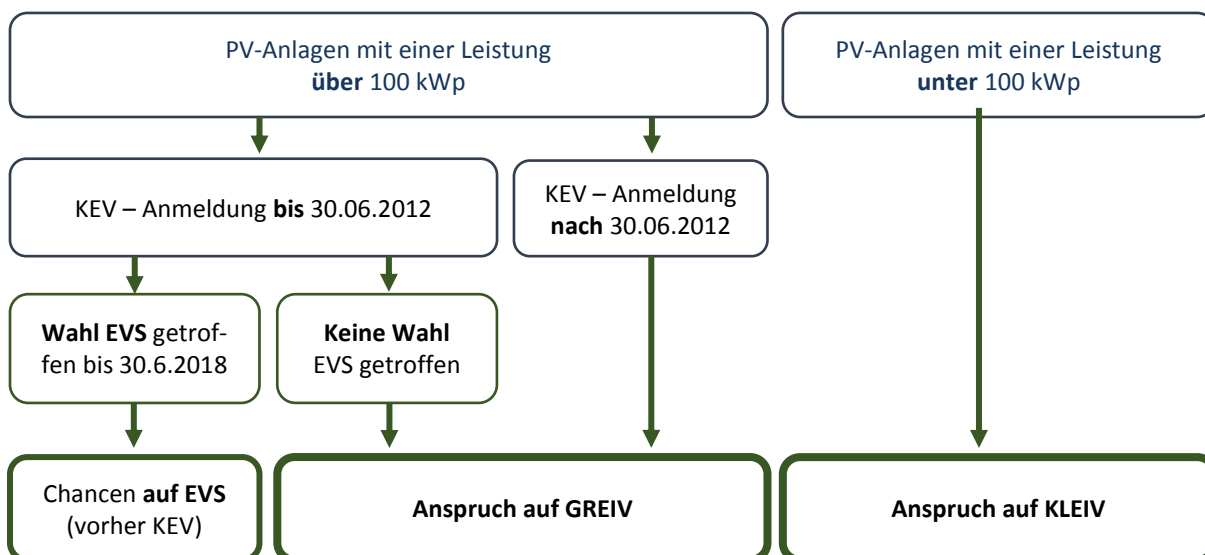 PV-Anlagen mit einer Leistung
über 100 kWp
PV-Anlagen mit einer Leistung
unter 100 kWp
KEV – Anmeldung bis 30.06.2012
KEV – Anmeldung
nach 30.06.2012
Wahl EVS getrof-
fen bis 30.6.2018
Keine Wahl
EVS getroffen
Chancen auf EVS
(vorher KEV)
Anspruch auf GREIV
Anspruch auf KLEIV